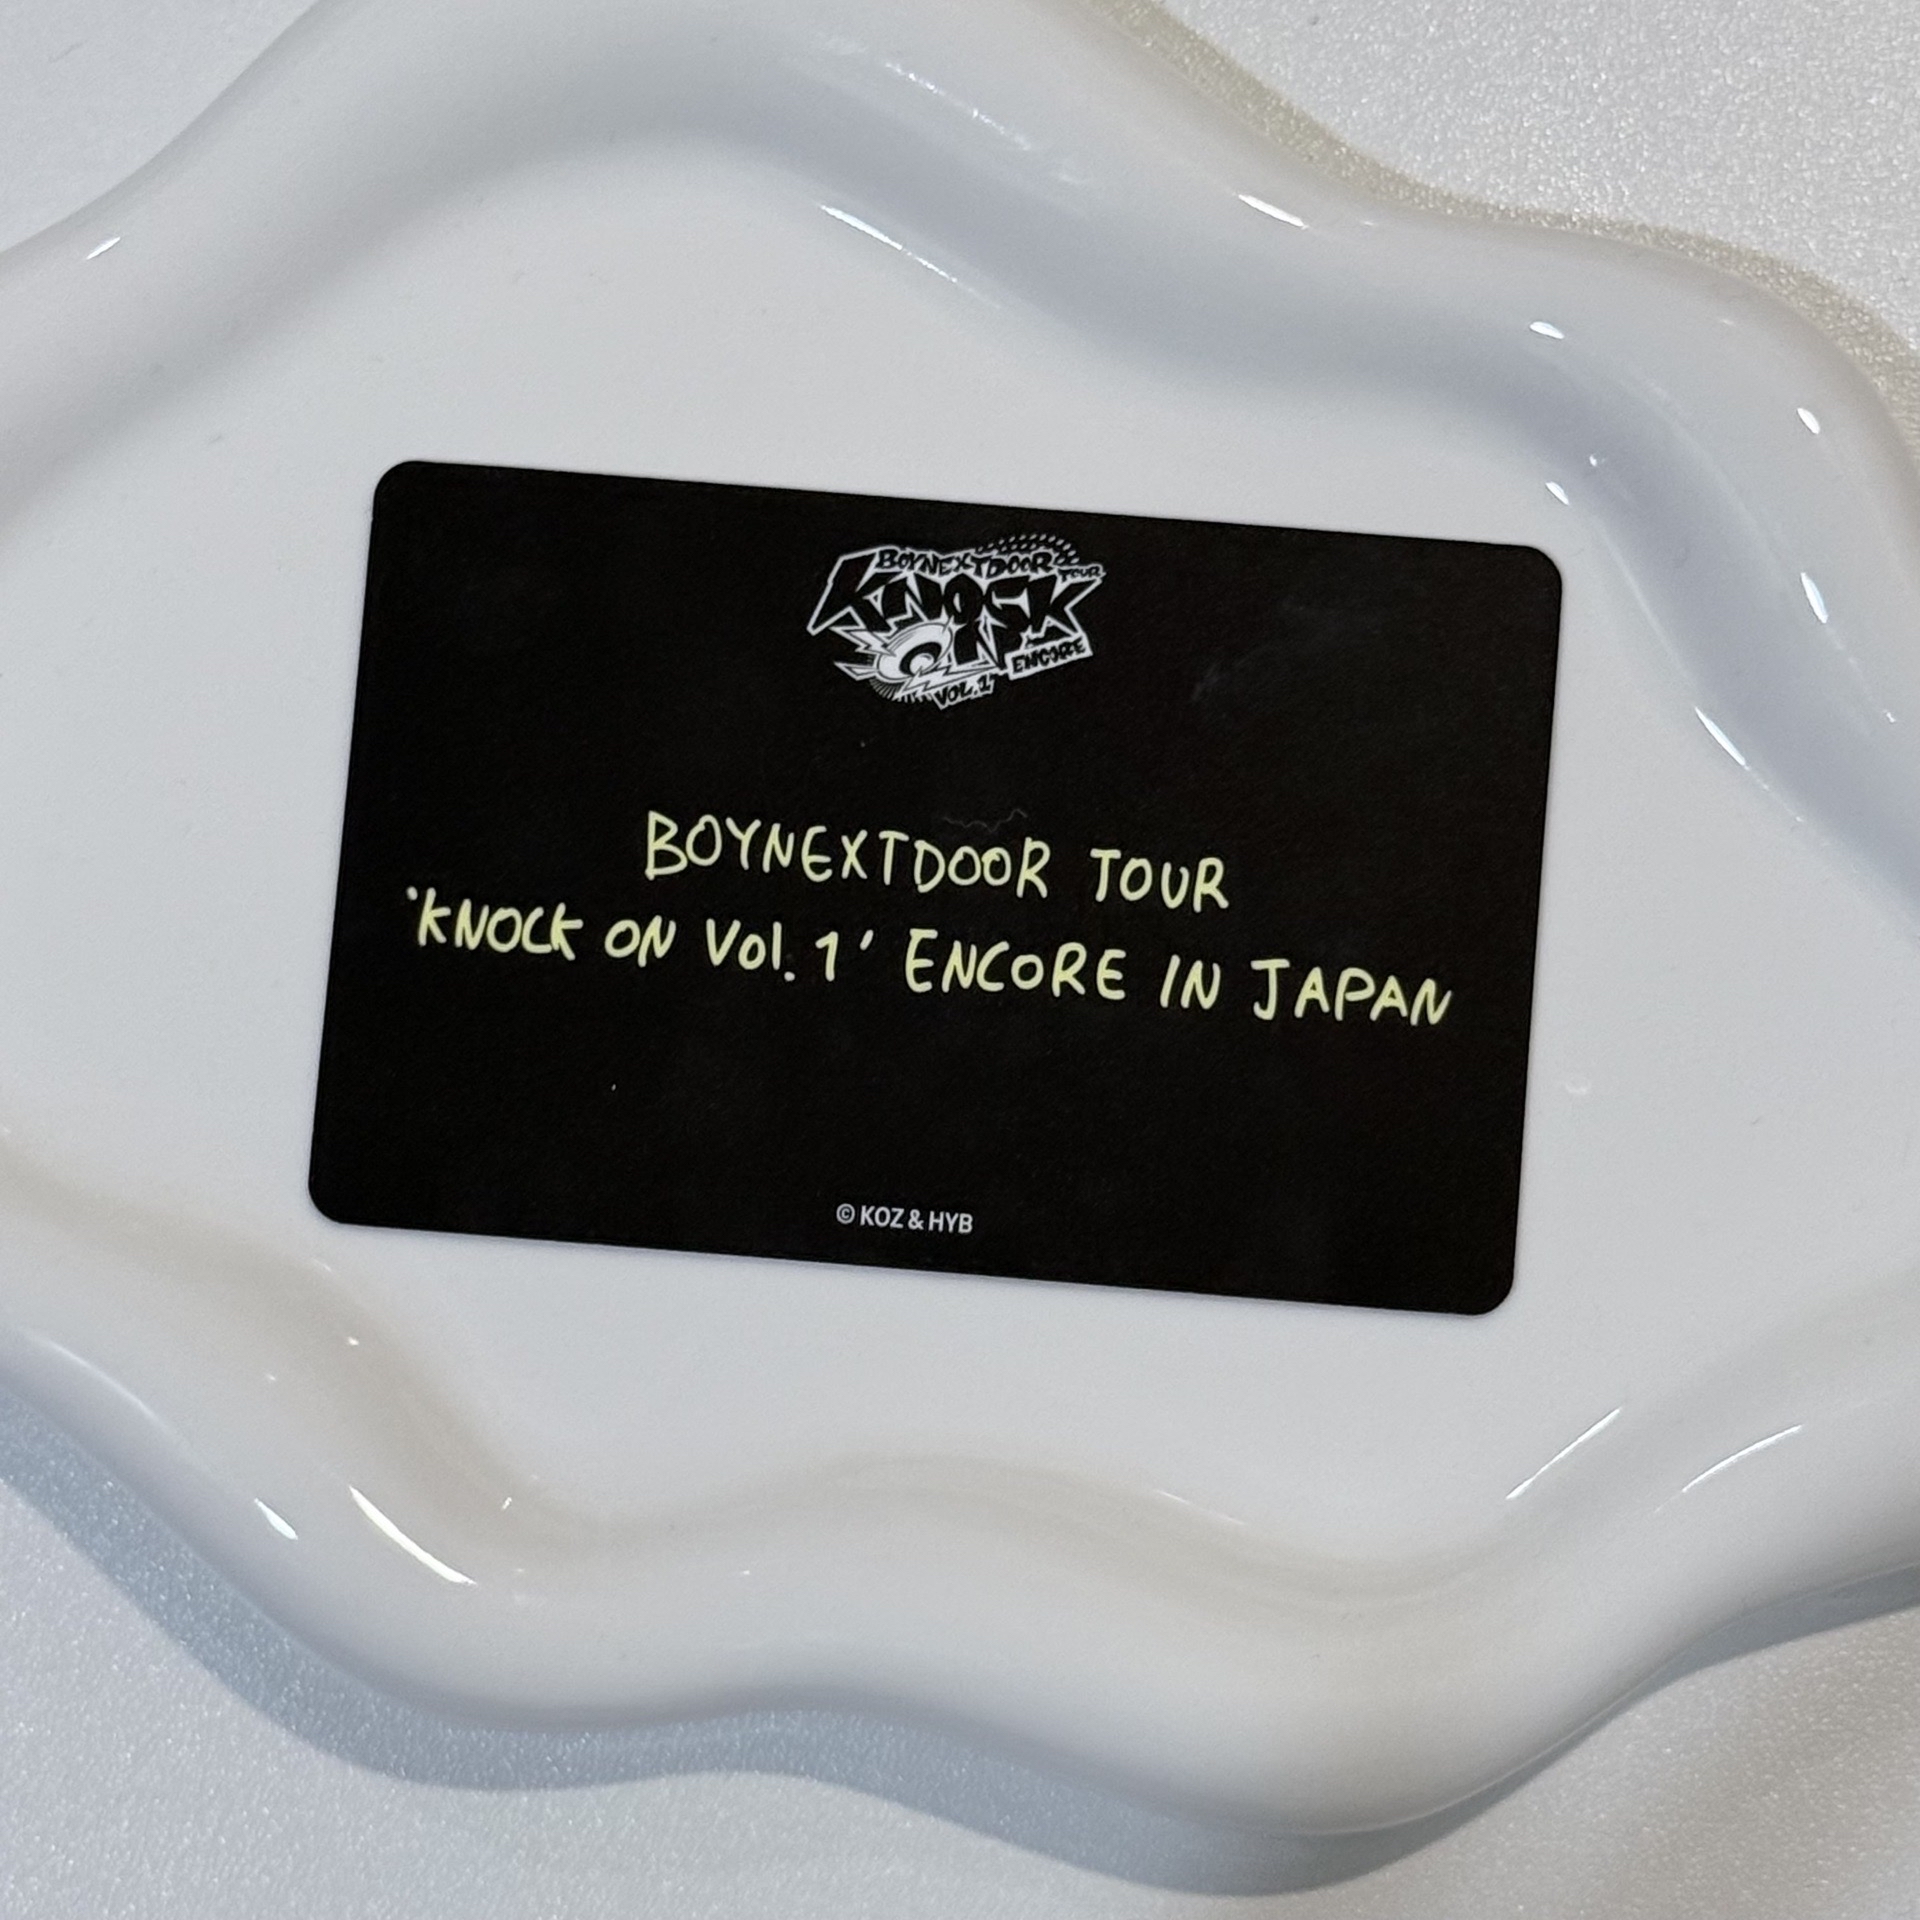 BOYNEXTDOOR TOUR
KNOCK
ON
ENCORE
VOL.1
BOYNEXTDOOR TOUR
'KNOCK ON Vol.1' ENCORE IN JAPAN
© KOZ & HYB